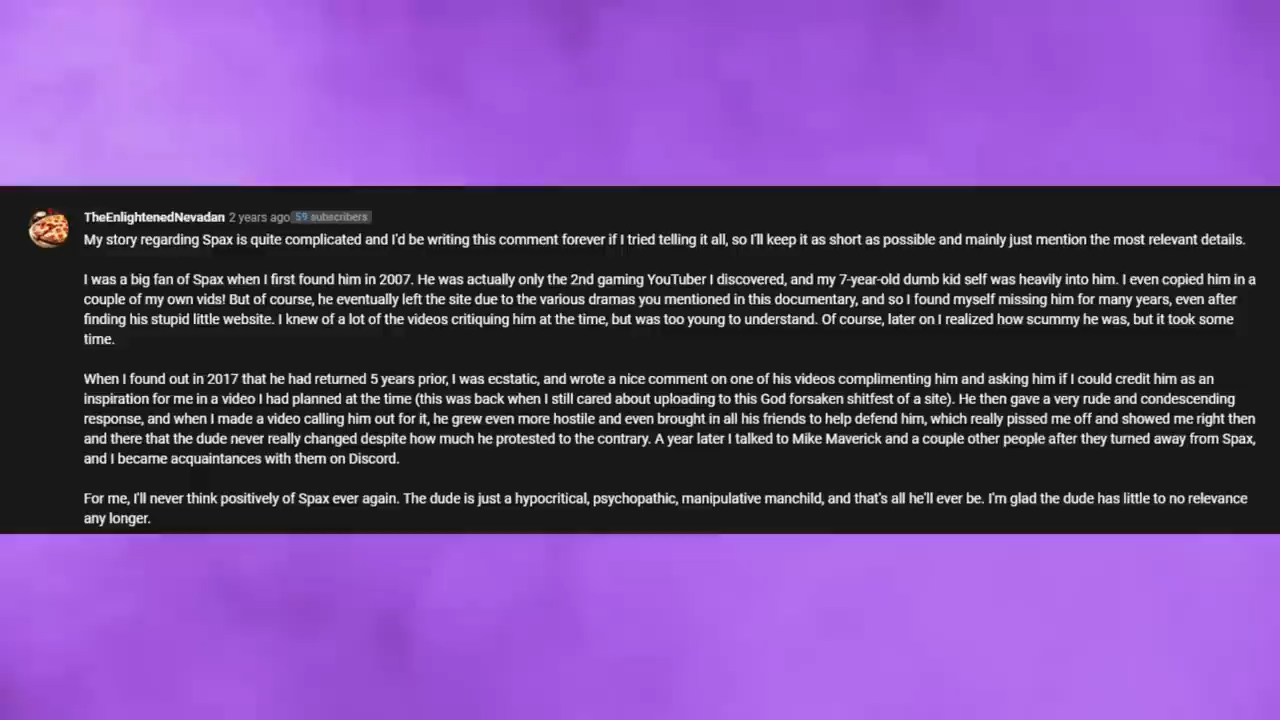 TheEnlightenedNevadan 2 years ago 59 subscribers
My story regarding Spax is quite complicated and I'd be writing this comment forever if I tried telling it all, so I'll keep it as short as possible and mainly just mention the most relevant details.
I was a big fan of Spax when I first found him in 2007. He was actually only the 2nd gaming YouTuber I discovered, and my 7-year-old dumb kid self was heavily into him. I even copied him in a
couple of my own vids! But of course, he eventually left the site due to the various dramas you mentioned in this documentary, and so I found myself missing him for many years, even after
finding his stupid little website. I knew of a lot of the videos critiquing him at the time, but was too young to understand. Of course, later on I realized how scummy he was, but it took some
time.
When I found out in 2017 that he had returned 5 years prior, I was ecstatic, and wrote a nice comment on one of his videos complimenting him and asking him if I could credit him as an
inspiration for me in a video I had planned at the time (this was back when I still cared about uploading to this God forsaken shitfest of a site). He then gave a very rude and condescending
response, and when I made a video calling him out for it, he grew even more hostile and even brought in all his friends to help defend him, which really pissed me off and showed me right then
and there that the dude never really changed despite how much he protested to the contrary. A year later I talked to Mike Maverick and a couple other people after they turned away from Spax,
and I became acquaintances with them on Discord.
For me, I'll never think positively of Spax ever again. The dude is just a hypocritical, psychopathic, manipulative manchild, and that's all he'll ever be. I'm glad the dude has little to no relevance
any longer.